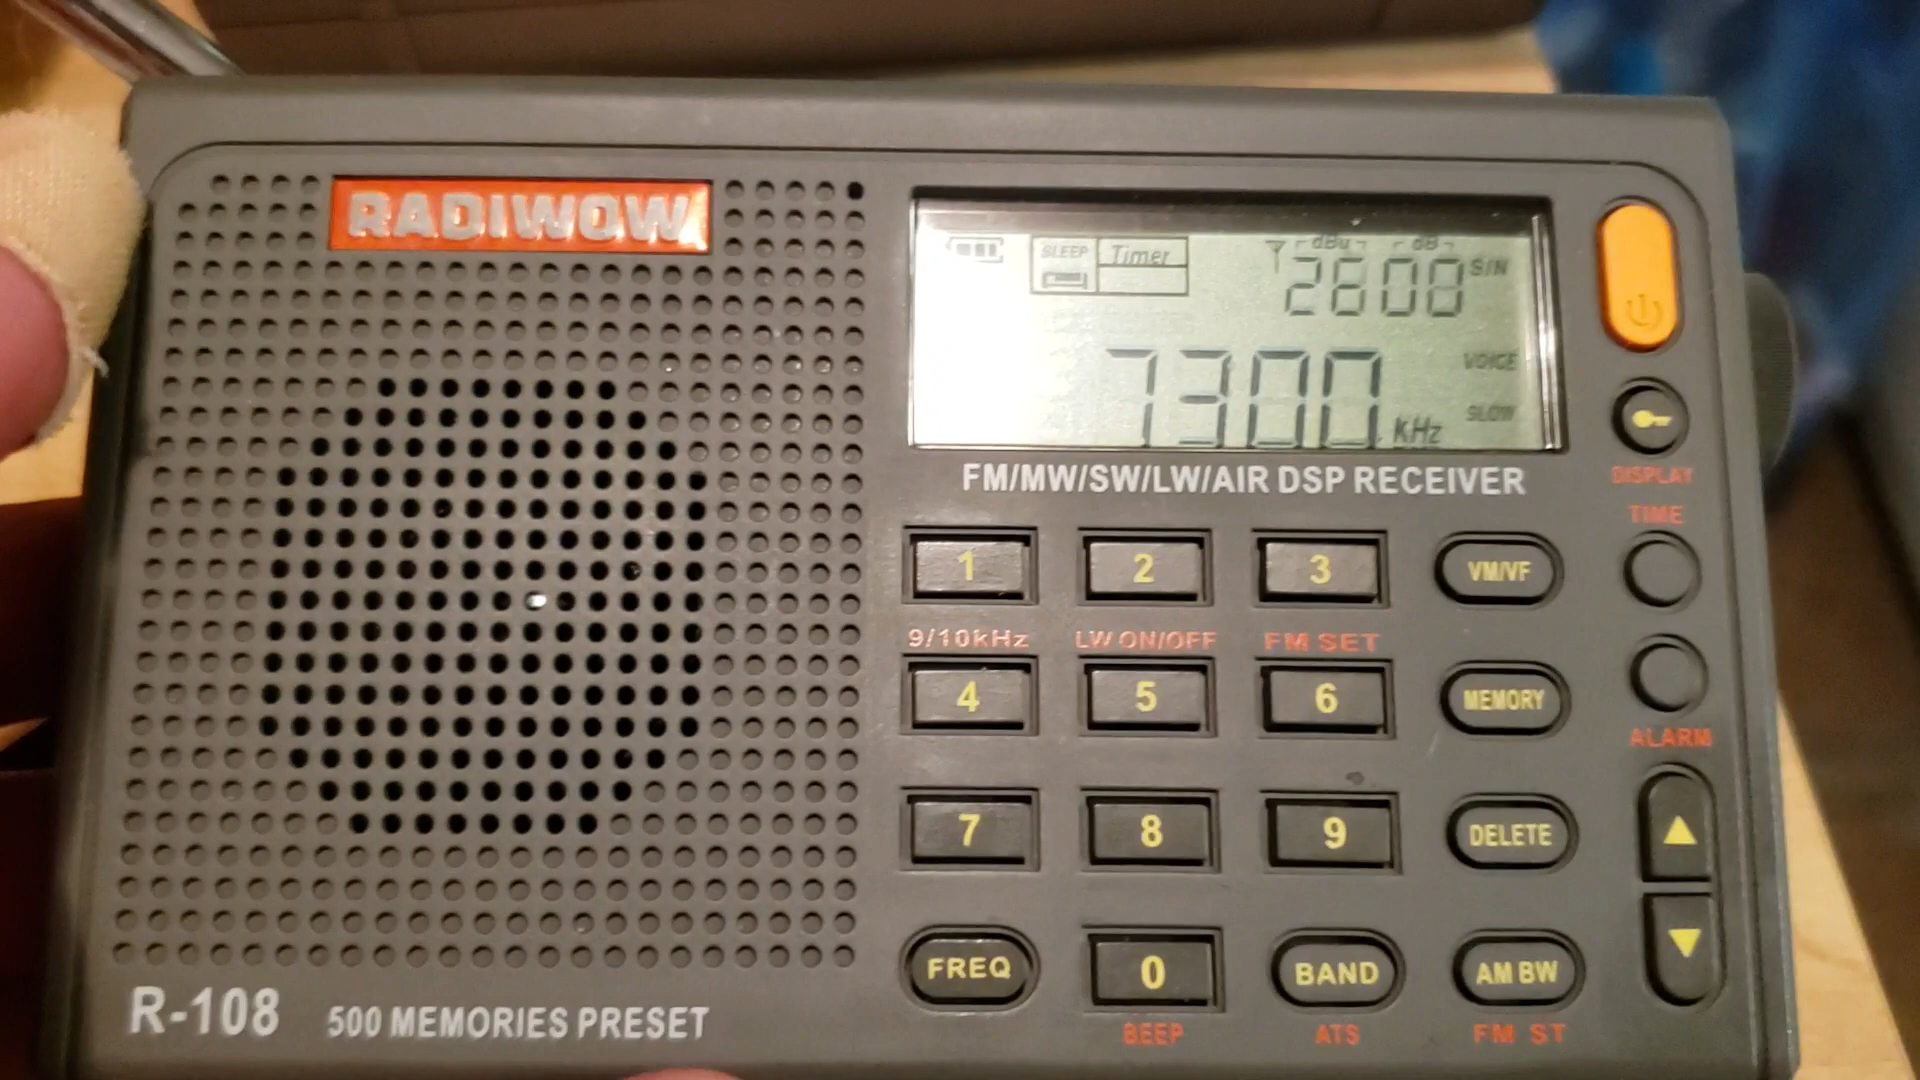 RADIWOW
SLEEP Timer
dBu dB
2608 S/N
VOICE
7300 kHz
SLOW
FM/MW/SW/LW/AIR DSP RECEIVER
DISPLAY
TIME
1 2 3 VM/VF
9/10kHz LW ON/OFF FM SET
4 5 6 MEMORY
ALARM
7 8 9 DELETE
FREQ 0 BAND AM BW
BEEP ATS FM ST
R-108 500 MEMORIES PRESET